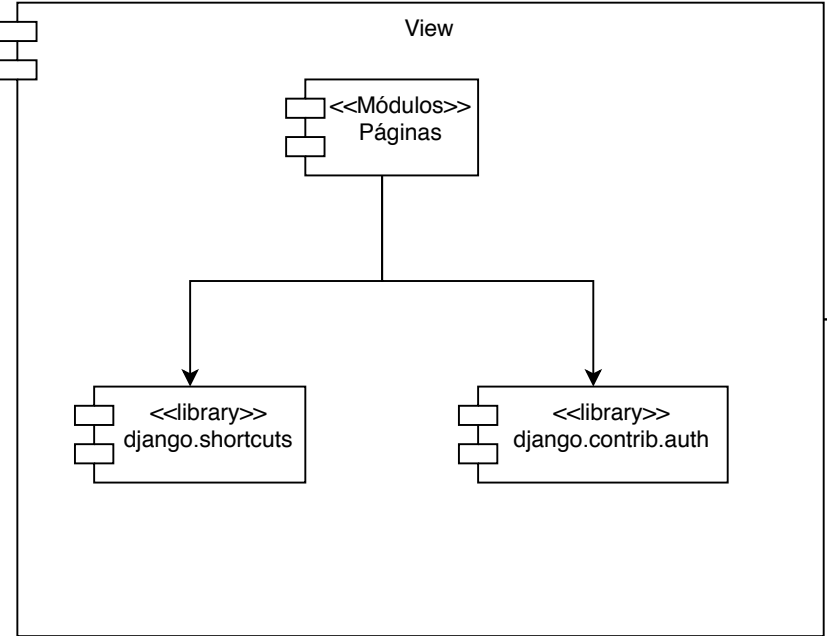 View
<<Módulos>>
Páginas
<<library>>
django.shortcuts
<<library>>
django.contrib.auth